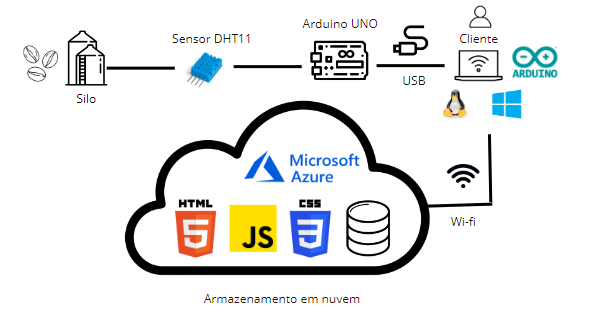 Arduino UNO
Sensor DHT11
Cliente
ARDUINO
USB
Silo
Microsoft
Azure
HTML
5
JS
CSS
3
Wi-fi
Armazenamento em nuvem